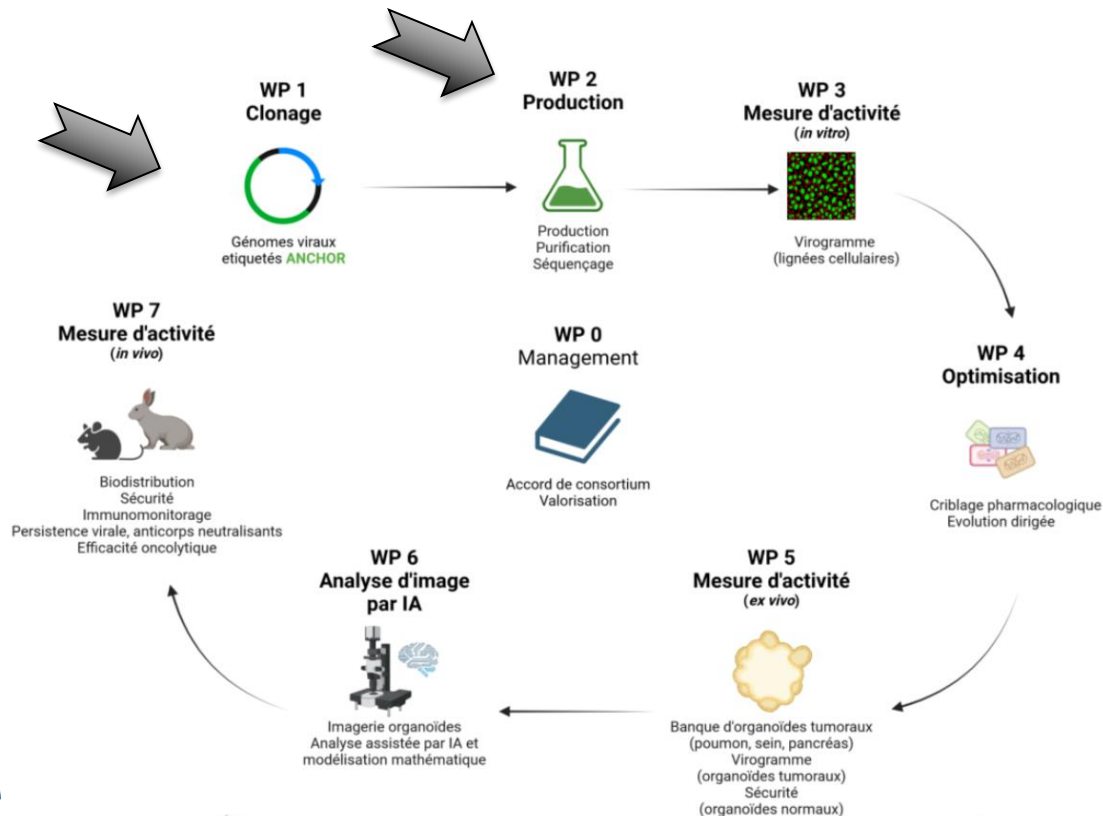 WP 1
Clonage
Génomes viraux
etiquetés ANCHOR
WP 2
Production
Production
Purification
Séquençage
WP 3
Mesure d'activité
(in vitro)
Virogramme
(lignées cellulaires)
WP 4
Optimisation
Criblage pharmacologique
Evolution dirigée
WP 0
Management
Accord de consortium
Valorisation
WP 5
Mesure d'activité
(ex vivo)
Banque d'organoïdes tumoraux
(poumon, sein, pancréas)
Virogramme
(organoïdes tumoraux)
Sécurité
(organoïdes normaux)
WP 6
Analyse d'image
par IA
Imagerie organoïdes
Analyse assistée par IA et
modélisation mathématique
WP 7
Mesure d'activité
(in vivo)
Biodistribution
Sécurité
Immunomonitorage
Persistence virale, anticorps neutralisants
Efficacité oncolytique